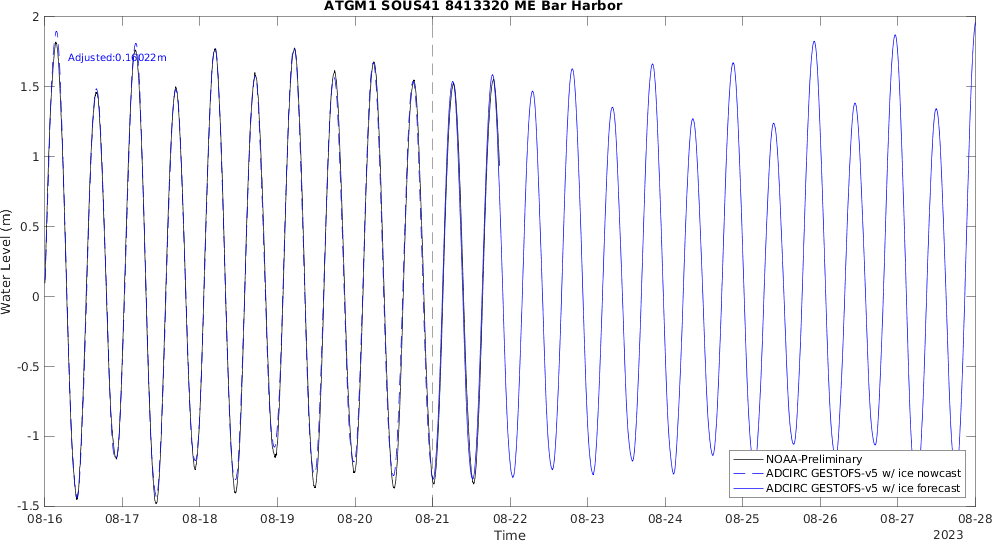 ATGM1 SOUS41 8413320 ME Bar Harbor
Adjusted:0.16022m
Water Level (m)
2
1.5
1
0.5
0
-0.5
-1
-1.5
NOAA-Preliminary
ADCIRC GESTOFS-v5 w/ ice nowcast
ADCIRC GESTOFS-v5 w/ ice forecast
08-16 08-17 08-18 08-19 08-20 08-21 08-22 08-23 08-24 08-25 08-26 08-27 08-28
Time
2023